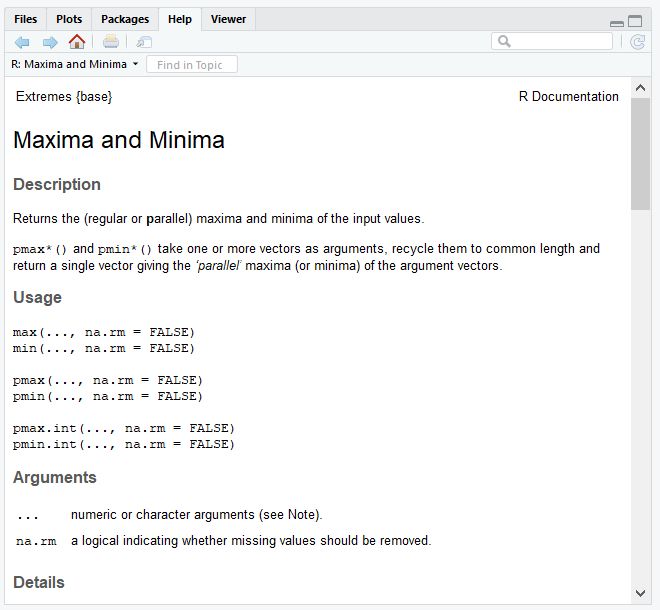 Files Plots Packages Help Viewer
R: Maxima and Minima Find in Topic
Extremes {base} R Documentation
Maxima and Minima
Description
Returns the (regular or parallel) maxima and minima of the input values.
pmax*() and pmin*() take one or more vectors as arguments, recycle them to common length and
return a single vector giving the ‘parallel’ maxima (or minima) of the argument vectors.
Usage
max(..., na.rm = FALSE)
min(..., na.rm = FALSE)
pmax(..., na.rm = FALSE)
pmin(..., na.rm = FALSE)
pmax.int(..., na.rm = FALSE)
pmin.int(..., na.rm = FALSE)
Arguments
... numeric or character arguments (see Note).
na.rm a logical indicating whether missing values should be removed.
Details